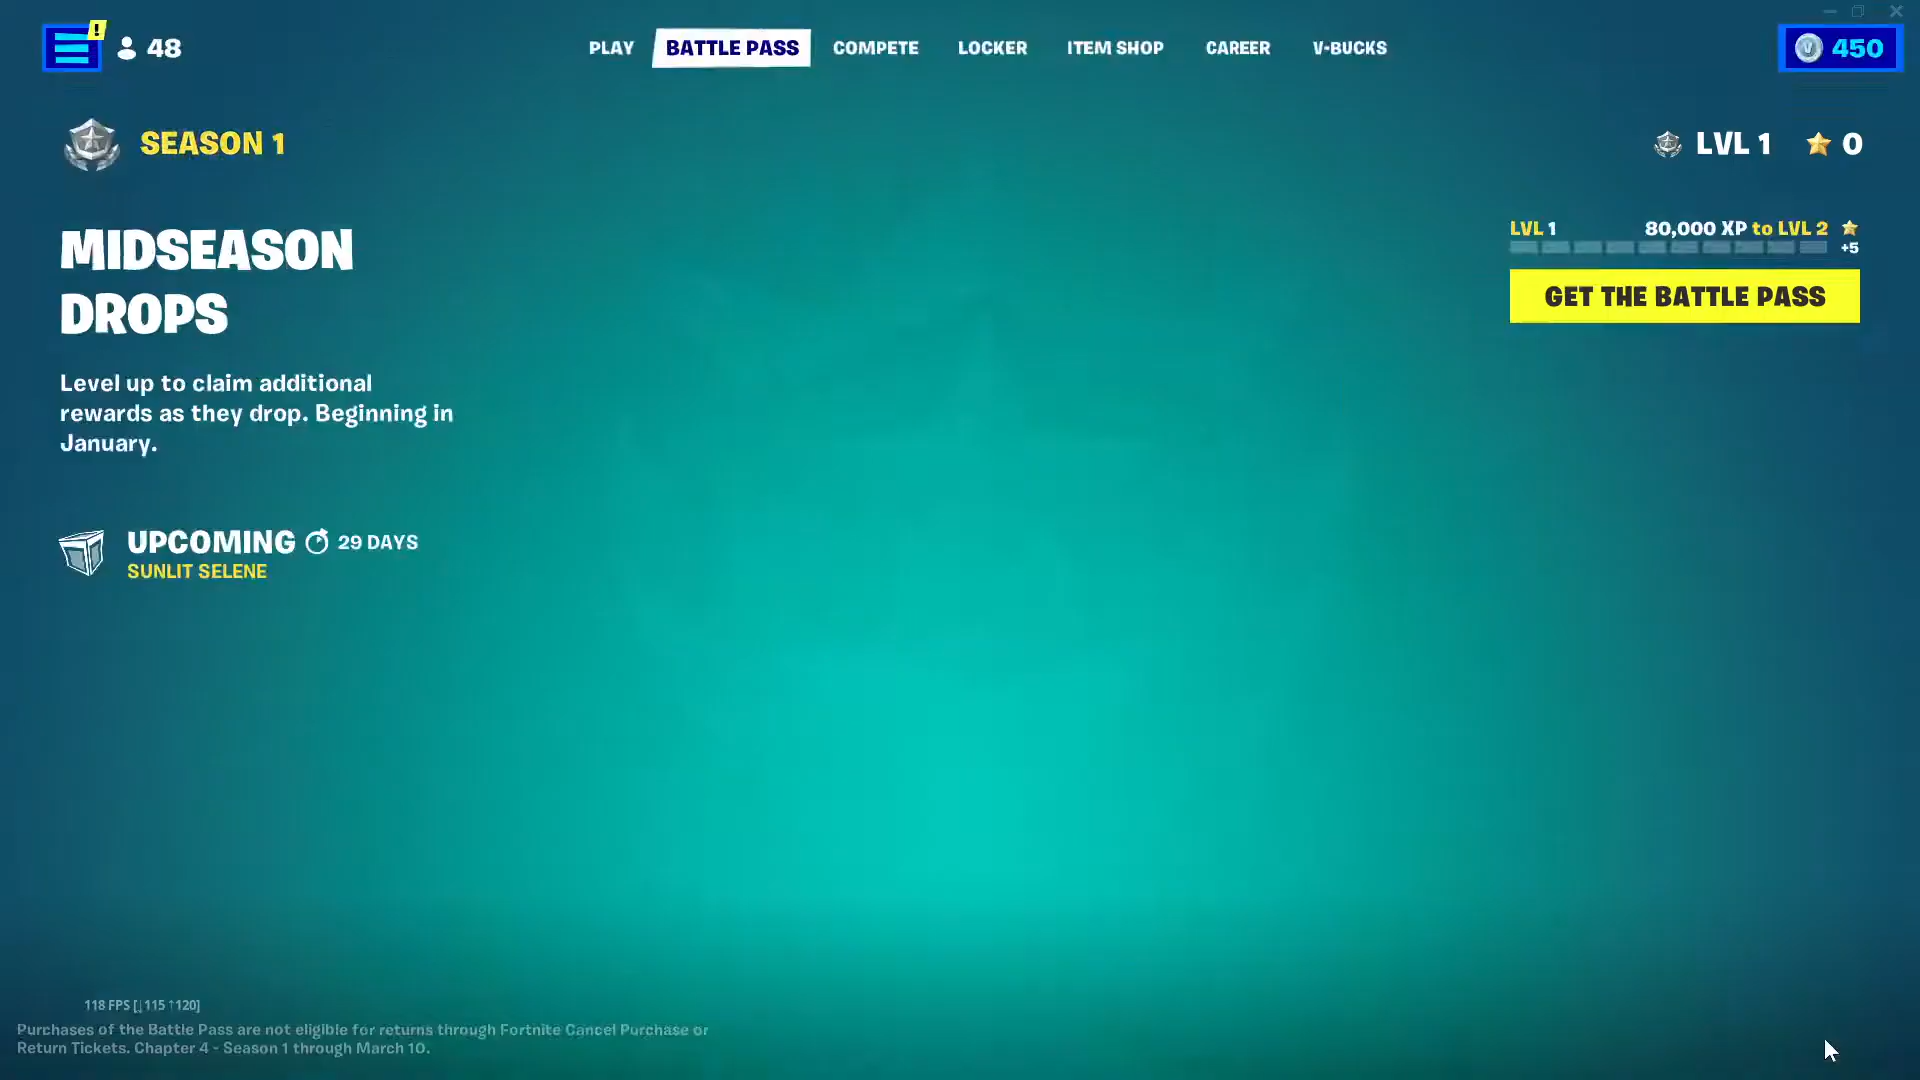 !
48
PLAY
BATTLE PASS
COMPETE
LOCKER
ITEM SHOP
CAREER
V-BUCKS
V
450
SEASON 1
LVL 1
0
MIDSEASON
DROPS
LVL 1
80,000 XP to LVL 2
+5
GET THE BATTLE PASS
Level up to claim additional
rewards as they drop. Beginning in
January.
UPCOMING
29 DAYS
SUNLIT SELENE
118 FPS [↓115 ↑120]
Purchases of the Battle Pass are not eligible for returns through Fortnite Cancel Purchase or
Return Tickets. Chapter 4 - Season 1 through March 10.